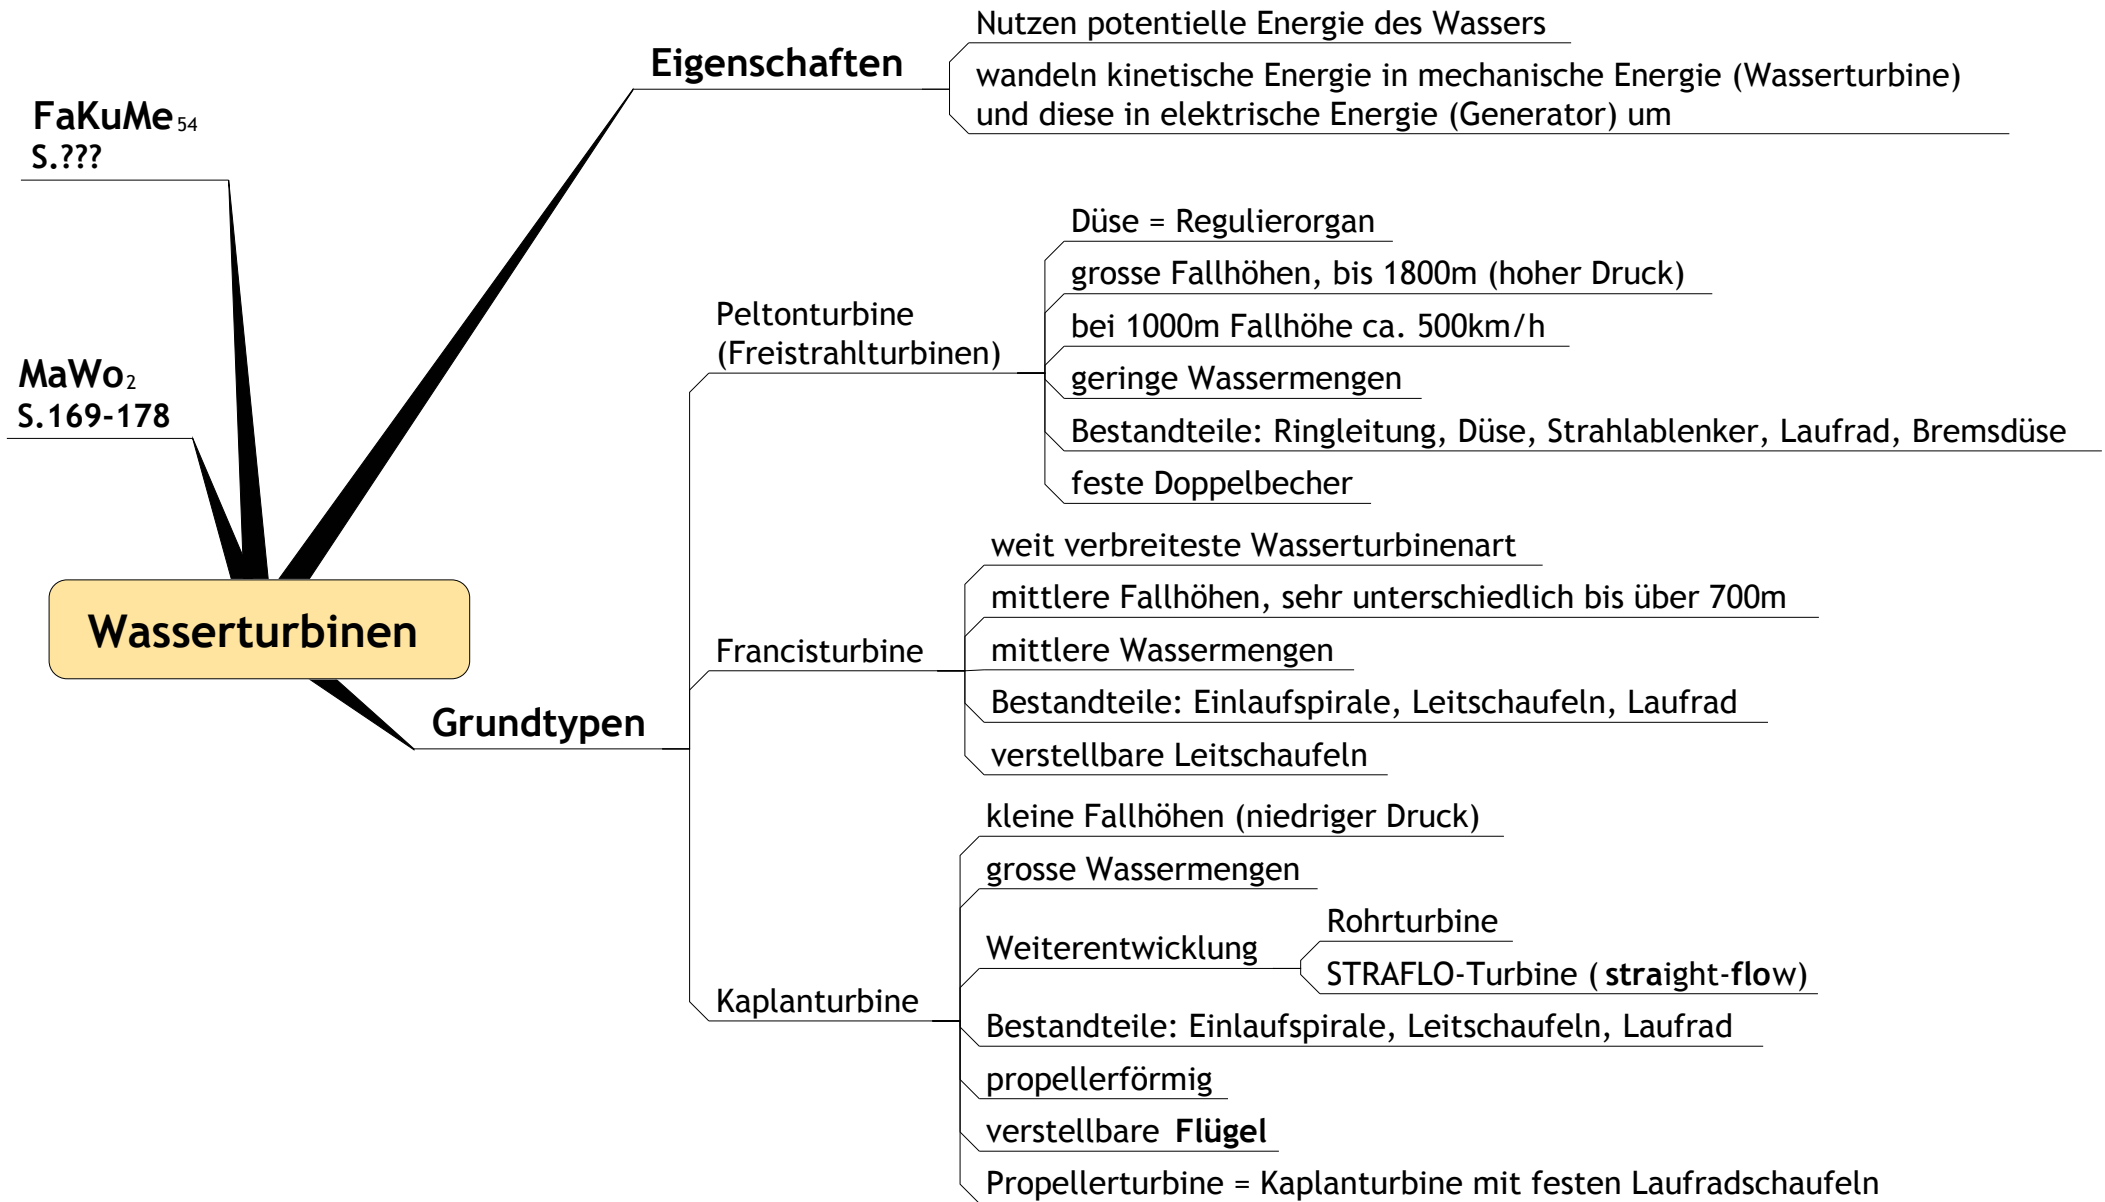 Nutzen potentielle Energie des Wassers
Eigenschaften
wandeln kinetische Energie in mechanische Energie (Wasserturbine)
und diese in elektrische Energie (Generator) um
FaKuMe54
S.???
MaWo2
S.169-178
Wasserturbinen
Grundtypen
Peltonturbine
(Freistrahlturbinen)
Düse = Regulierorgan
grosse Fallhöhen, bis 1800m (hoher Druck)
bei 1000m Fallhöhe ca. 500km/h
geringe Wassermengen
Bestandteile: Ringleitung, Düse, Strahlablenker, Laufrad, Bremsdüse
feste Doppelbecher
Francisturbine
weit verbreiteste Wasserturbinenart
mittlere Fallhöhen, sehr unterschiedlich bis über 700m
mittlere Wassermengen
Bestandteile: Einlaufspirale, Leitschaufeln, Laufrad
verstellbare Leitschaufeln
Kaplanturbine
kleine Fallhöhen (niedriger Druck)
grosse Wassermengen
Weiterentwicklung
Rohrturbine
STRAFLO-Turbine ( straight-flow)
Bestandteile: Einlaufspirale, Leitschaufeln, Laufrad
propellerförmig
verstellbare Flügel
Propellerturbine = Kaplanturbine mit festen Laufradschaufeln